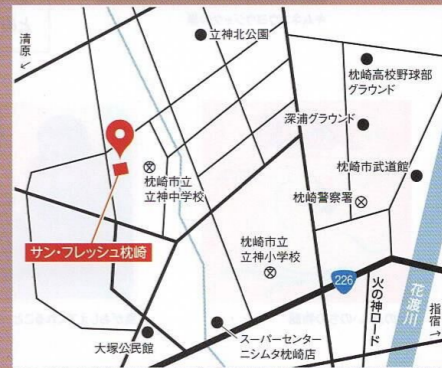 立神北公園
清原
枕崎高校野球部
グラウンド
深浦グラウンド
枕崎市武道館
枕崎市立
立神中学校
枕崎警察署
サン・フレッシュ枕崎
枕崎市立
立神小学校
226
火の神ロード
花渡川
指宿
大塚公民館
スーパーセンター
ニシムタ枕崎店